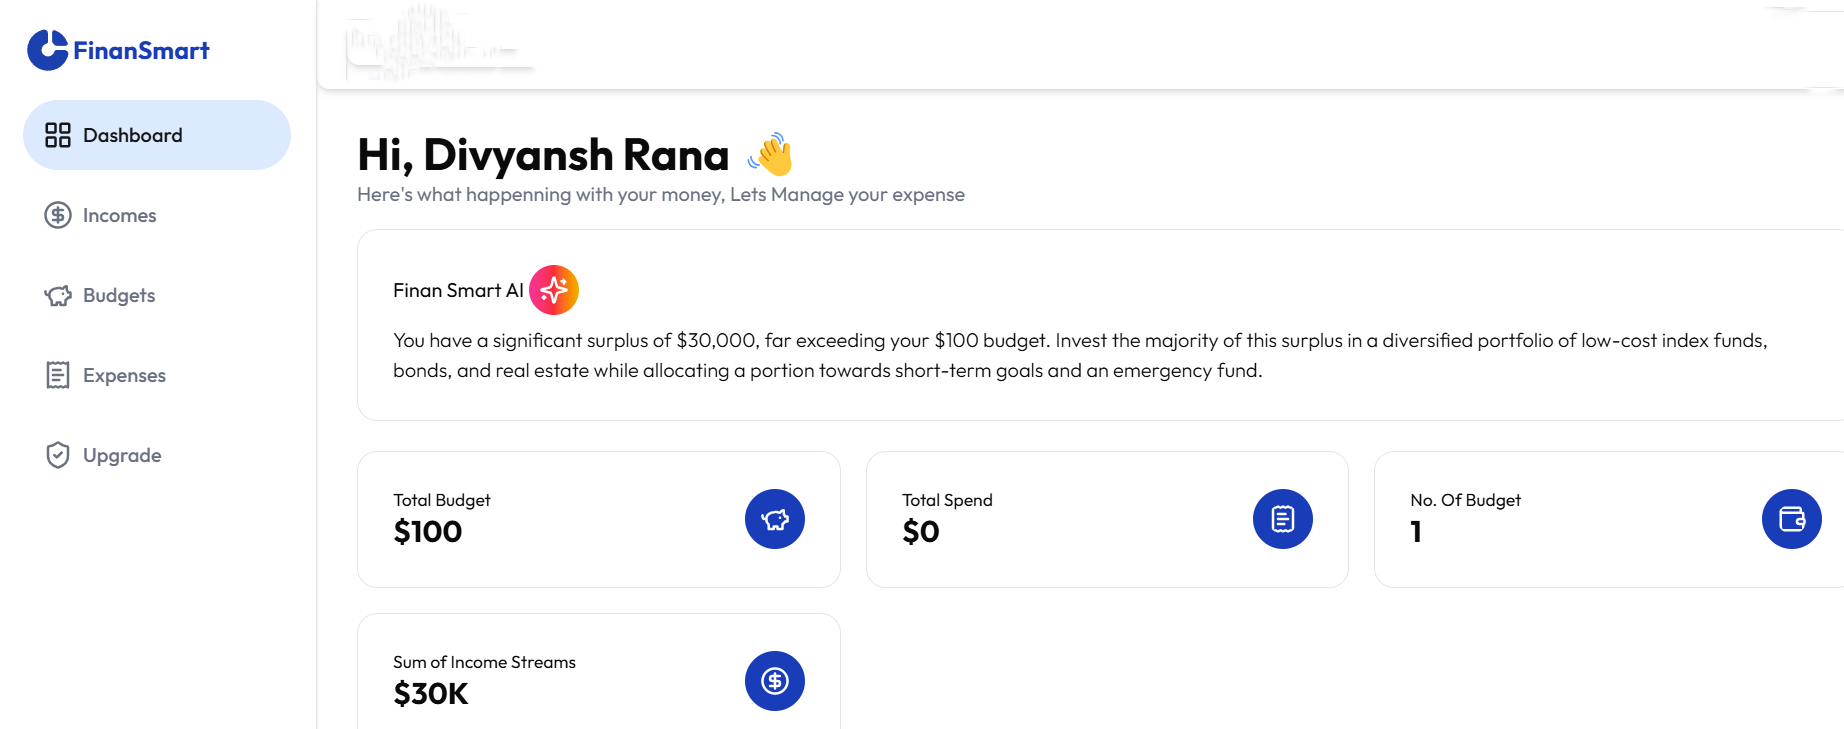 FinanSmart
Dashboard
Incomes
Budgets
Expenses
Upgrade
Hi, Divyansh Rana 👋
Here's what happenning with your money, Lets Manage your expense
Finan Smart AI
You have a significant surplus of $30,000, far exceeding your $100 budget. Invest the majority of this surplus in a diversified portfolio of low-cost index funds,
bonds, and real estate while allocating a portion towards short-term goals and an emergency fund.
Total Budget
$100
Total Spend
$0
No. Of Budget
1
Sum of Income Streams
$30K